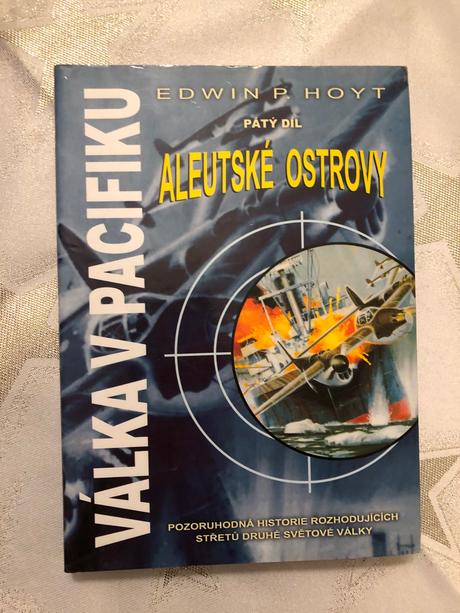 EDWIN P. HOYT
PÁTÝ DÍL
ALEUTSKÉ OSTROVY
VÁLKA V PACIFIKU
POZORUHODNÁ HISTORIE ROZHODUJÍCÍCH
STŘETŮ DRUHÉ SVĚTOVÉ VÁLKY